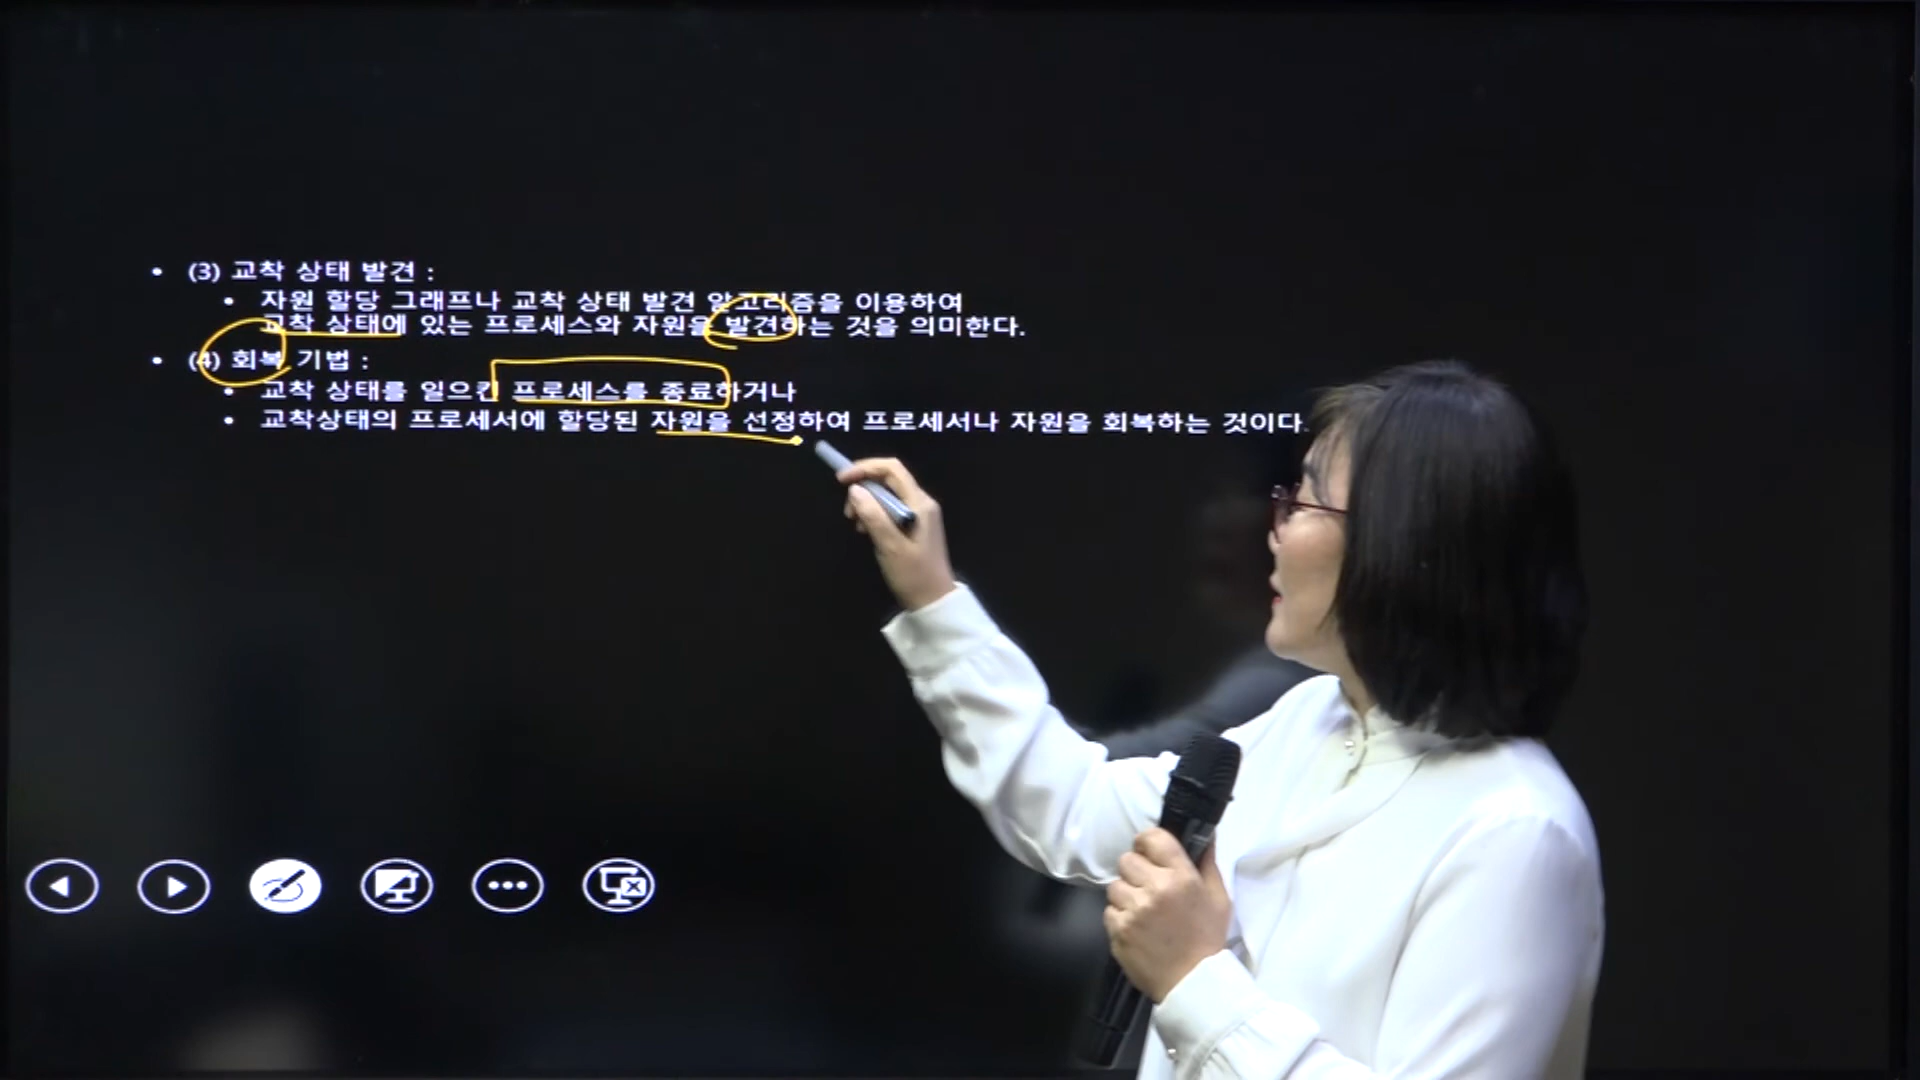 (3) 교착 상태 발견 :
자원 할당 그래프나 교착 상태 발견 알고리즘을 이용하여
교착 상태에 있는 프로세스와 자원을 발견하는 것을 의미한다.
(4) 회복 기법 :
교착 상태를 일으킨 프로세스를 종료하거나
교착상태의 프로세서에 할당된 자원을 선정하여 프로세서나 자원을 회복하는 것이다.